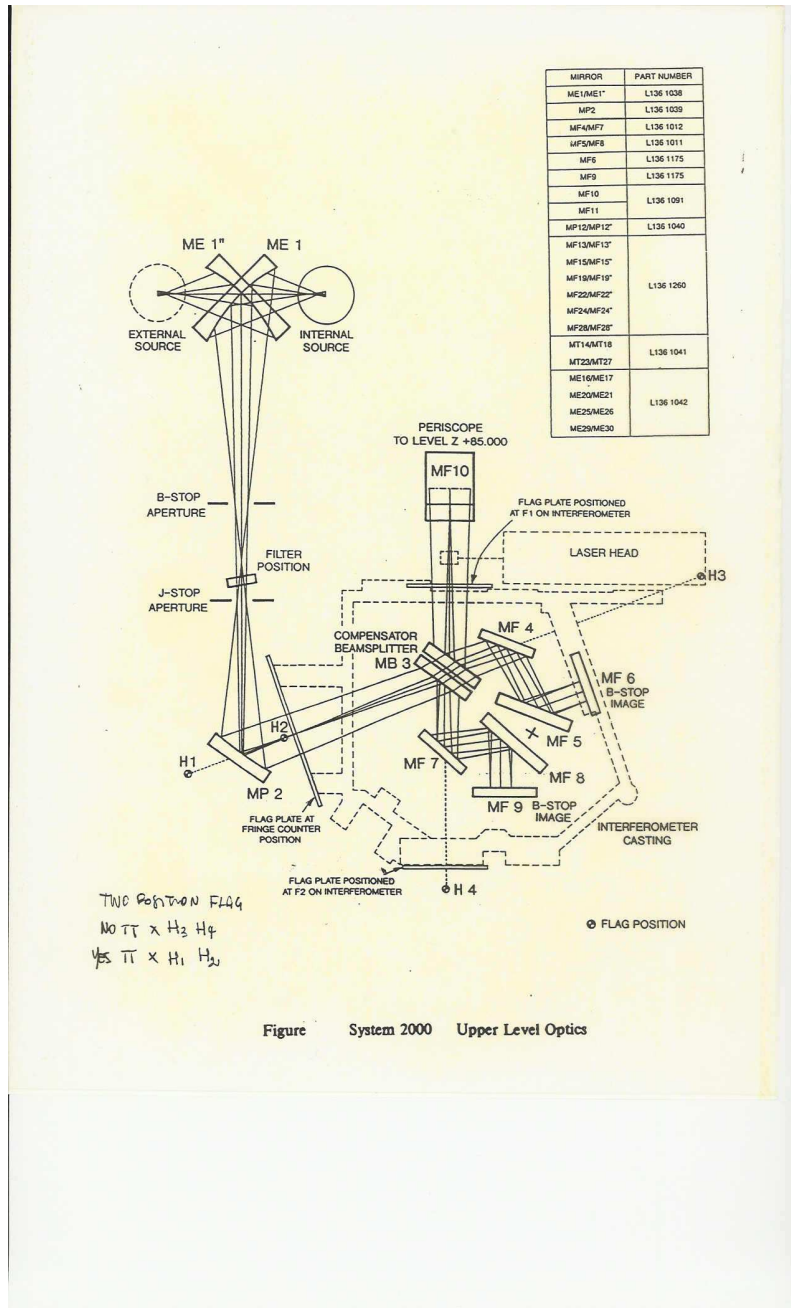 MIRROR PART NUMBER
ME1/ME1" L136 1038
MP2 L136 1039
MF4/MF7 L136 1012
MF5/MF8 L136 1011
MF6 L136 1175
MF9 L136 1175
MF10
L136 1091
MF11
MP12/MP12" L136 1040
MF13/MF13"
MF15/MF15"
MF19/MF19"
L136 1260
MF22/MF22"
MF24/MF24"
MF28/MF28"
MT14/MT18
L136 1041
MT23/MT27
ME16/ME17
ME20/ME21
L136 1042
ME25/ME26
ME29/ME30
ME 1" ME 1
EXTERNAL
SOURCE
INTERNAL
SOURCE
PERISCOPE
TO LEVEL Z +85.000
MF10
B-STOP
APERTURE
FLAG PLATE POSITIONED
AT F1 ON INTERFEROMETER
FILTER
POSITION
LASER HEAD
H3
J-STOP
APERTURE
COMPENSATOR
BEAMSPLITTER
MB 3
MF 4
MF 6
B-STOP
IMAGE
H2
MF 5
H1
MF 7
MF 8
MP 2
MF 9 B-STOP
IMAGE
FLAG PLATE AT
FRINGE COUNTER
POSITION
INTERFEROMETER
CASTING
FLAG PLATE POSITIONED
AT F2 ON INTERFEROMETER
H 4
TWO POSITION FLAG
NO π x H3 H4
YES π x H1 H2
FLAG POSITION
Figure System 2000 Upper Level Optics